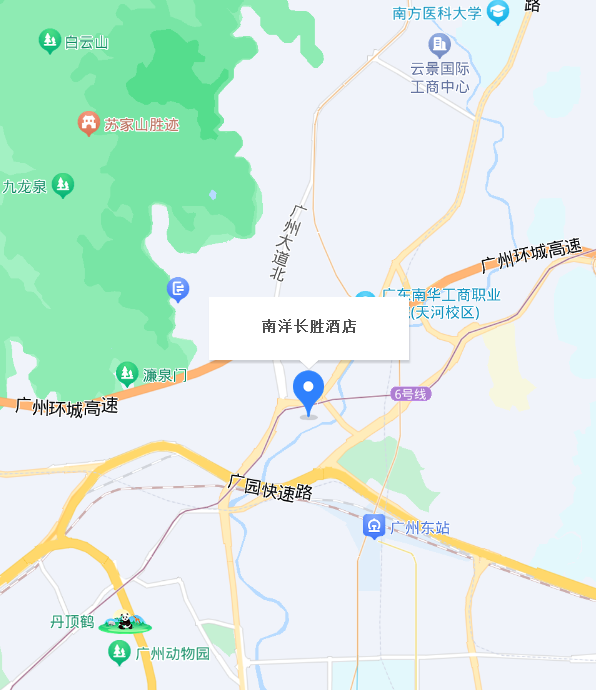 路
南方医科大学
白云山
云景国际
工商中心
苏家山胜迹
九龙泉
广州大道北
广州环城高速
广东南华工商职业
(天河校区)
南洋长胜酒店
濂泉门
6号线
广州环城高速
广园快速路
广州东站
丹顶鹤
广州动物园